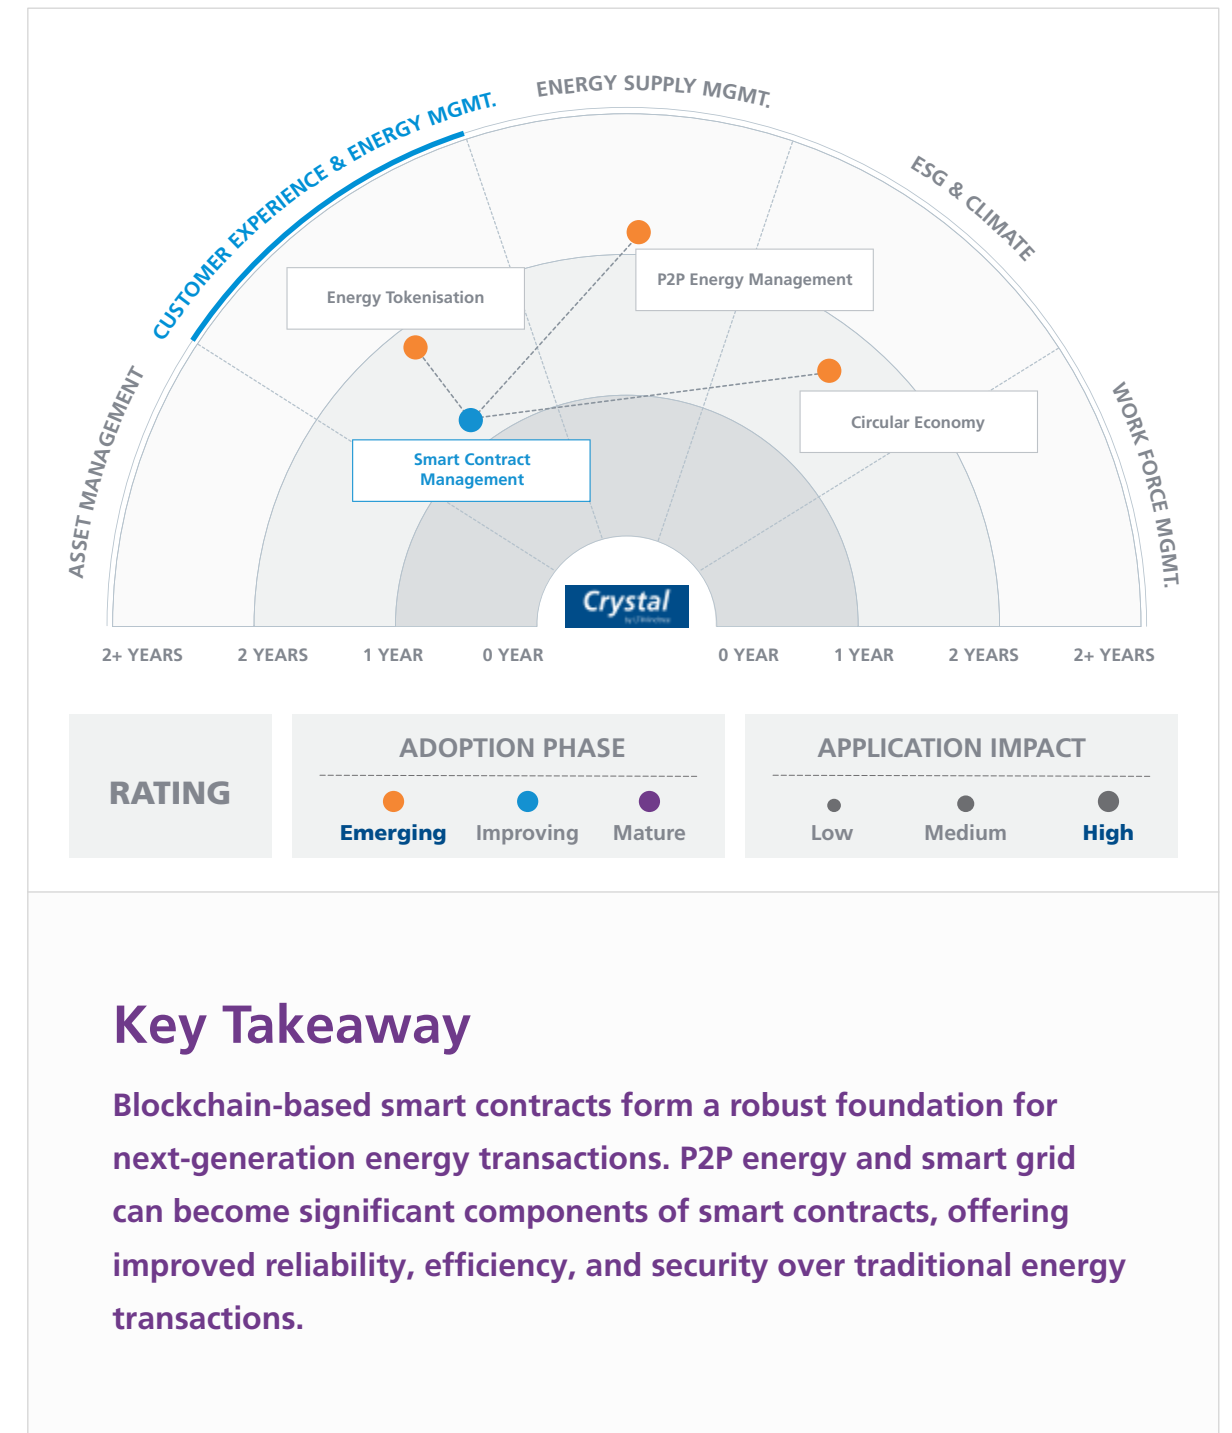 ENERGY SUPPLY MGMT.
CUSTOMER EXPERIENCE & ENERGY MGMT.
ESG & CLIMATE
ASSET MANAGEMENT
WORK FORCE MGMT.
P2P Energy Management
Energy Tokenisation
Circular Economy
Smart Contract
Management
Crystal
2+ YEARS 2 YEARS 1 YEAR 0 YEAR 0 YEAR 1 YEAR 2 YEARS 2+ YEARS
RATING
ADOPTION PHASE
Emerging Improving Mature
APPLICATION IMPACT
Low Medium High
Key Takeaway
Blockchain-based smart contracts form a robust foundation for
next-generation energy transactions. P2P energy and smart grid
can become significant components of smart contracts, offering
improved reliability, efficiency, and security over traditional energy
transactions.